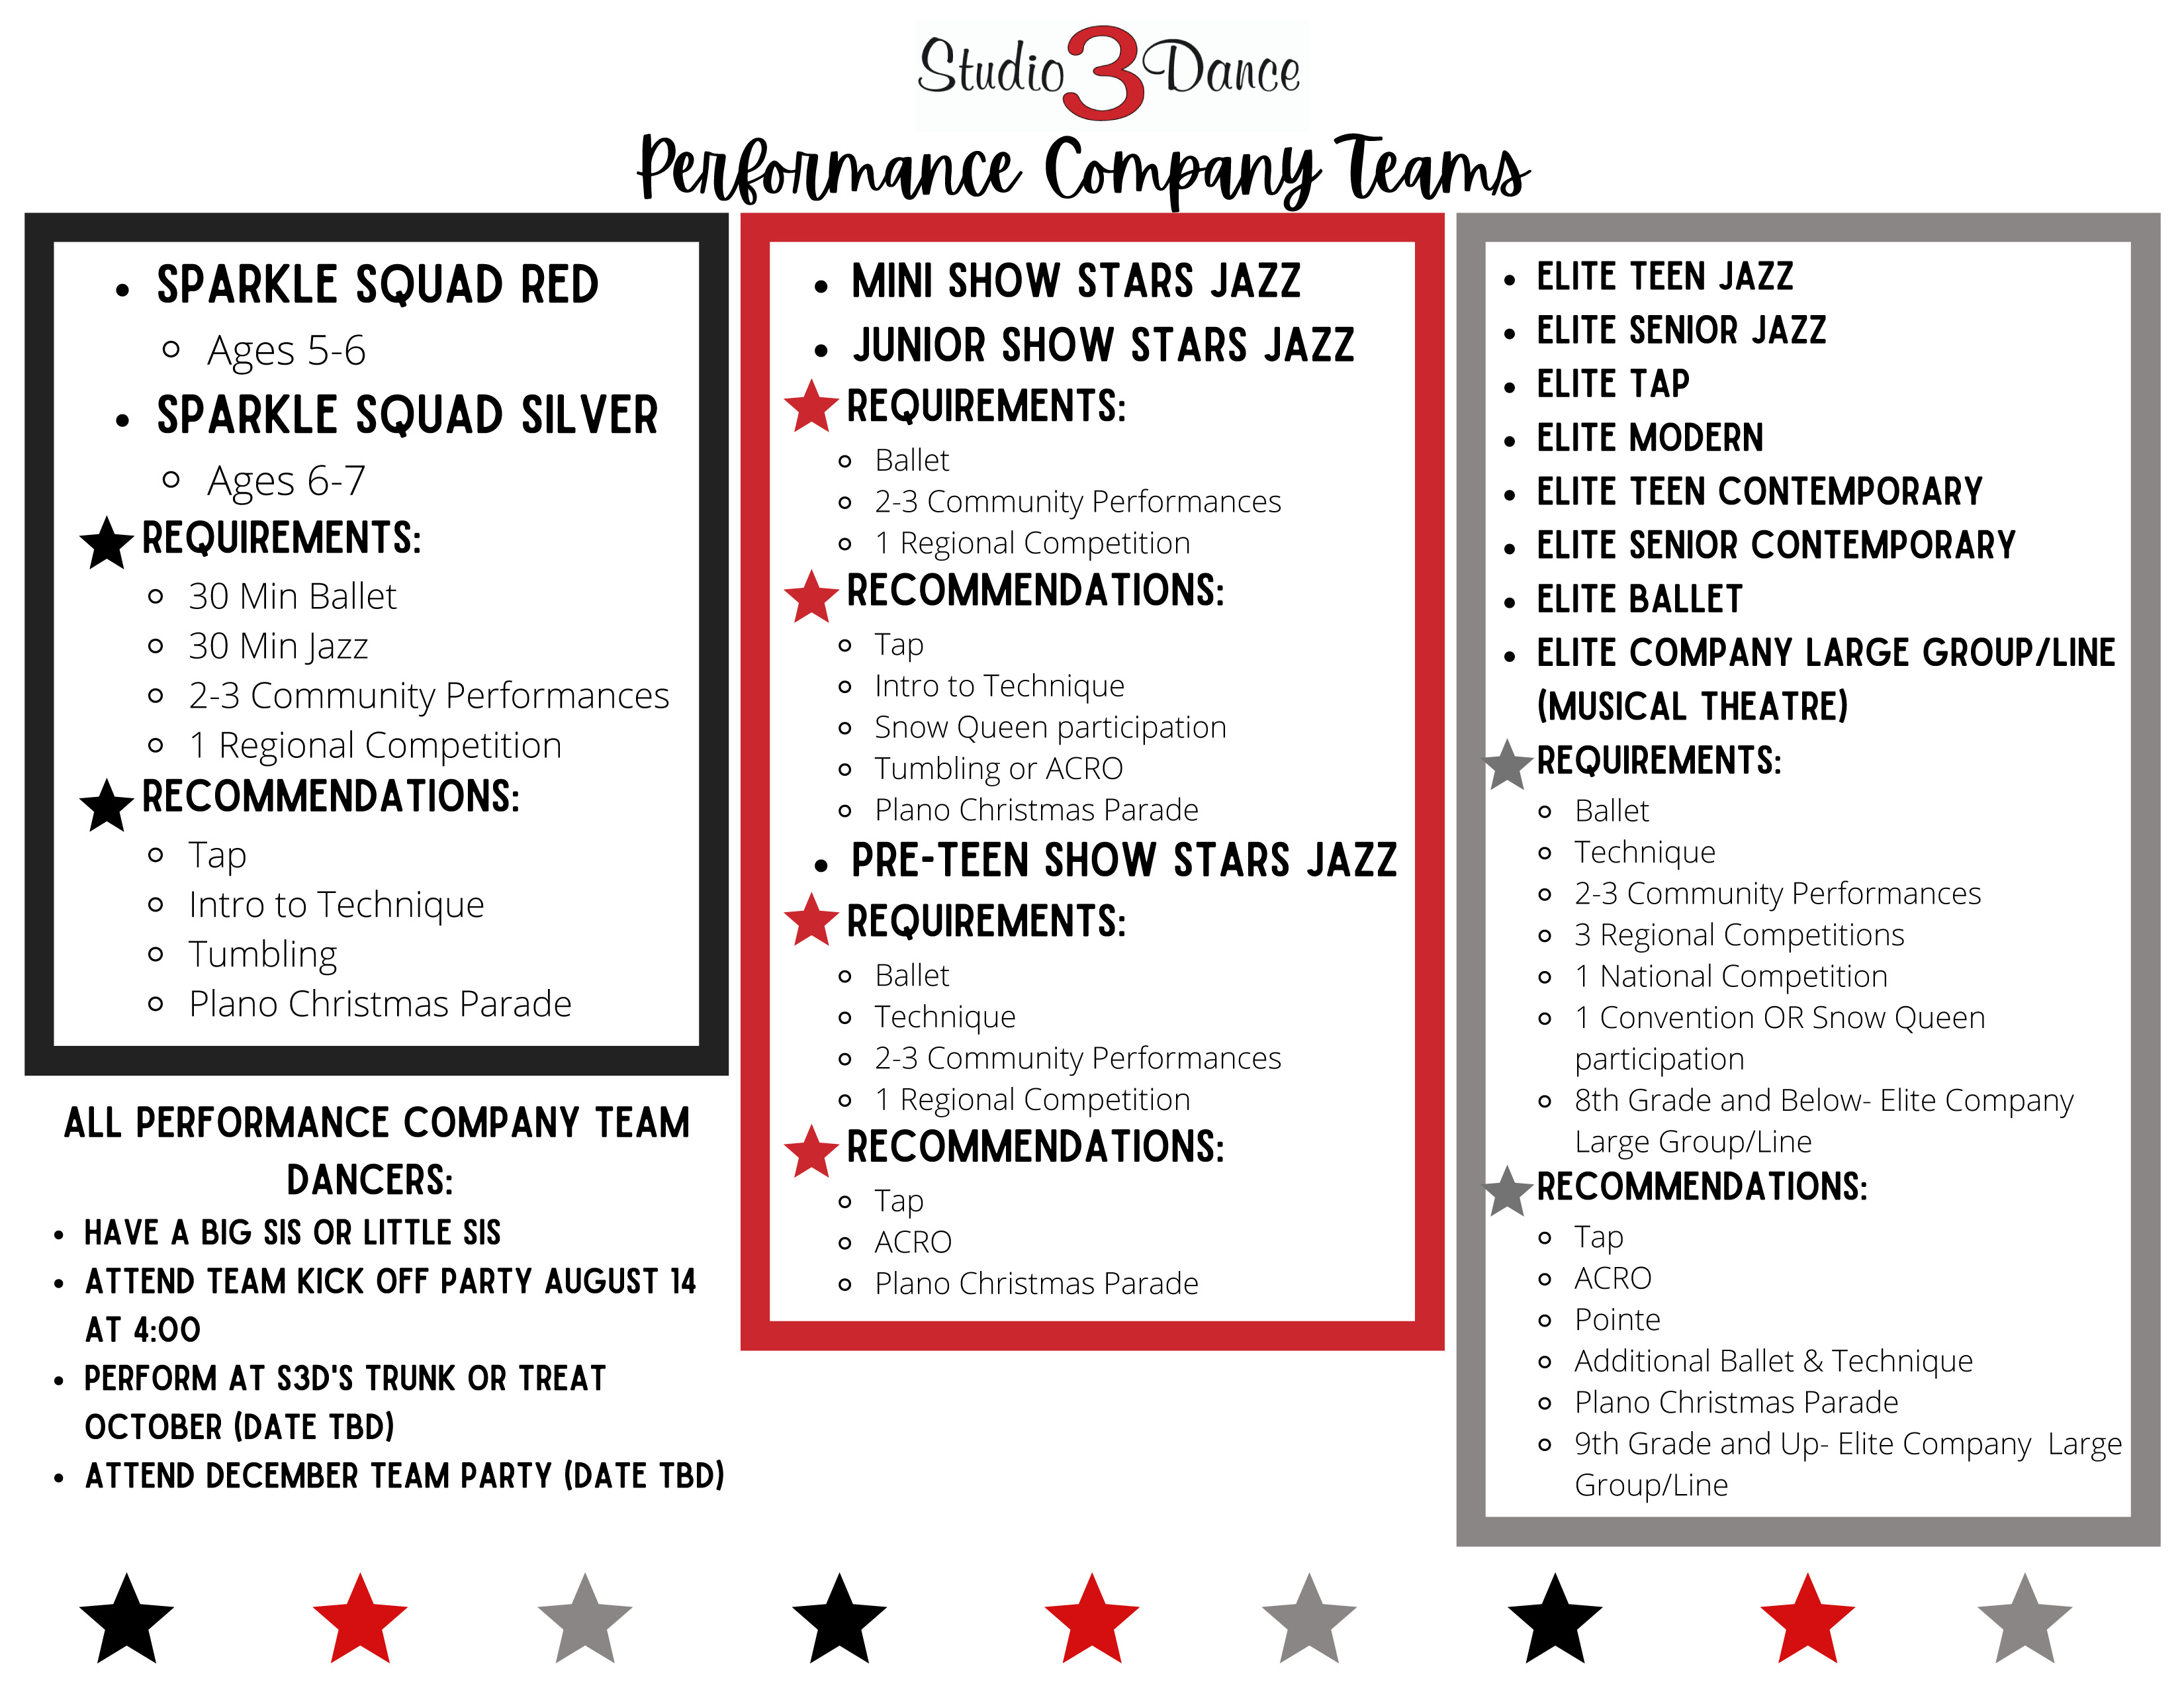 Studio 3 Dance
Performance Company Teams
SPARKLE SQUAD RED
Ages 5-6
SPARKLE SQUAD SILVER
Ages 6-7
REQUIREMENTS:
30 Min Ballet
30 Min Jazz
2-3 Community Performances
1 Regional Competition
RECOMMENDATIONS:
Tap
Intro to Technique
Tumbling
Plano Christmas Parade
ALL PERFORMANCE COMPANY TEAM
DANCERS:
HAVE A BIG SIS OR LITTLE SIS
ATTEND TEAM KICK OFF PARTY AUGUST 14
AT 4:00
PERFORM AT S3D'S TRUNK OR TREAT
OCTOBER (DATE TBD)
ATTEND DECEMBER TEAM PARTY (DATE TBD)
MINI SHOW STARS JAZZ
JUNIOR SHOW STARS JAZZ
REQUIREMENTS:
Ballet
2-3 Community Performances
1 Regional Competition
RECOMMENDATIONS:
Tap
Intro to Technique
Snow Queen participation
Tumbling or ACRO
Plano Christmas Parade
PRE-TEEN SHOW STARS JAZZ
REQUIREMENTS:
Ballet
Technique
2-3 Community Performances
1 Regional Competition
RECOMMENDATIONS:
Tap
ACRO
Plano Christmas Parade
ELITE TEEN JAZZ
ELITE SENIOR JAZZ
ELITE TAP
ELITE MODERN
ELITE TEEN CONTEMPORARY
ELITE SENIOR CONTEMPORARY
ELITE BALLET
ELITE COMPANY LARGE GROUP/LINE
(MUSICAL THEATRE)
REQUIREMENTS:
Ballet
Technique
2-3 Community Performances
3 Regional Competitions
1 National Competition
1 Convention OR Snow Queen
participation
8th Grade and Below- Elite Company
Large Group/Line
RECOMMENDATIONS:
Tap
ACRO
Pointe
Additional Ballet & Technique
Plano Christmas Parade
9th Grade and Up- Elite Company Large
Group/Line